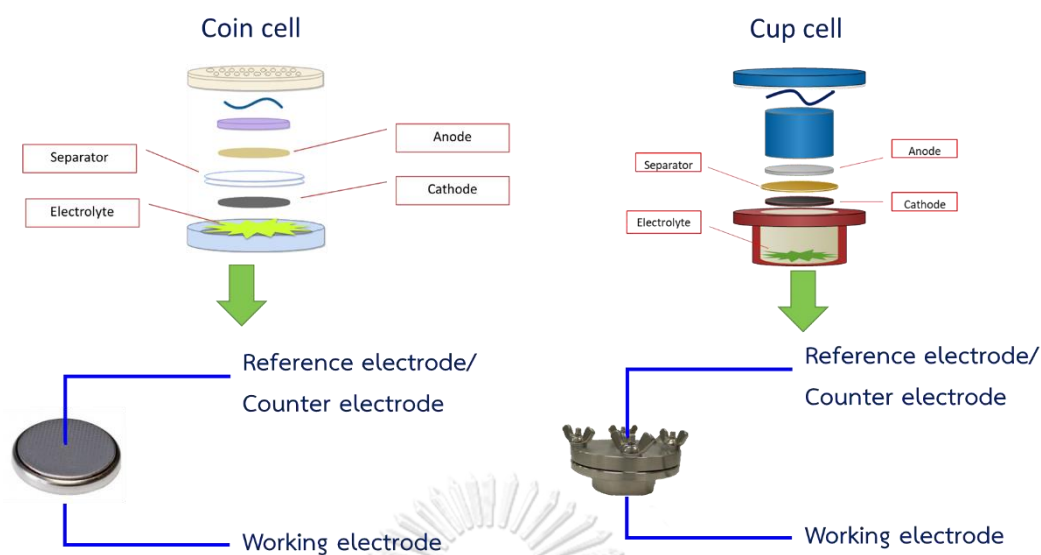 Coin cell
Anode
Separator
Cathode
Electrolyte
Reference electrode/
Counter electrode
Working electrode
Cup cell
Anode
Separator
Cathode
Electrolyte
Reference electrode/
Counter electrode
Working electrode